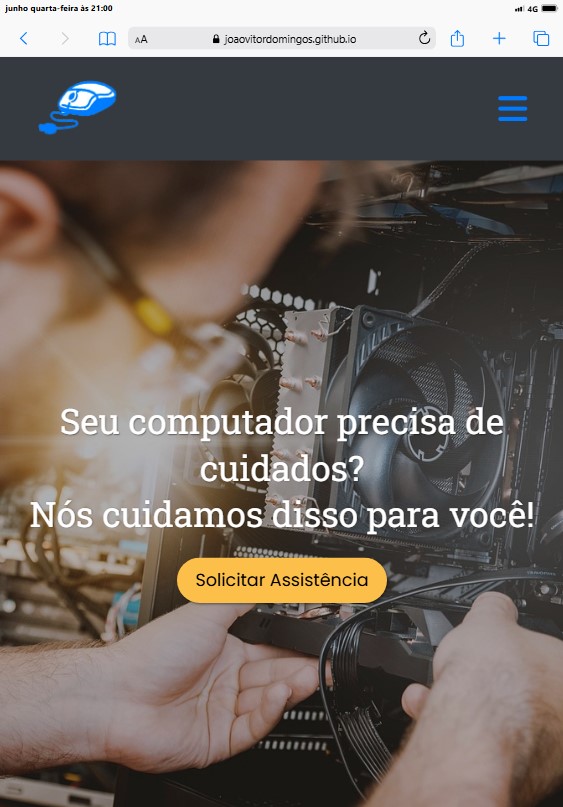 junho quarta-feira às 21:00
4G
AA
joaovitordomingos.github.io
Seu computador precisa de
cuidados?
Nós cuidamos disso para você!
Solicitar Assistência